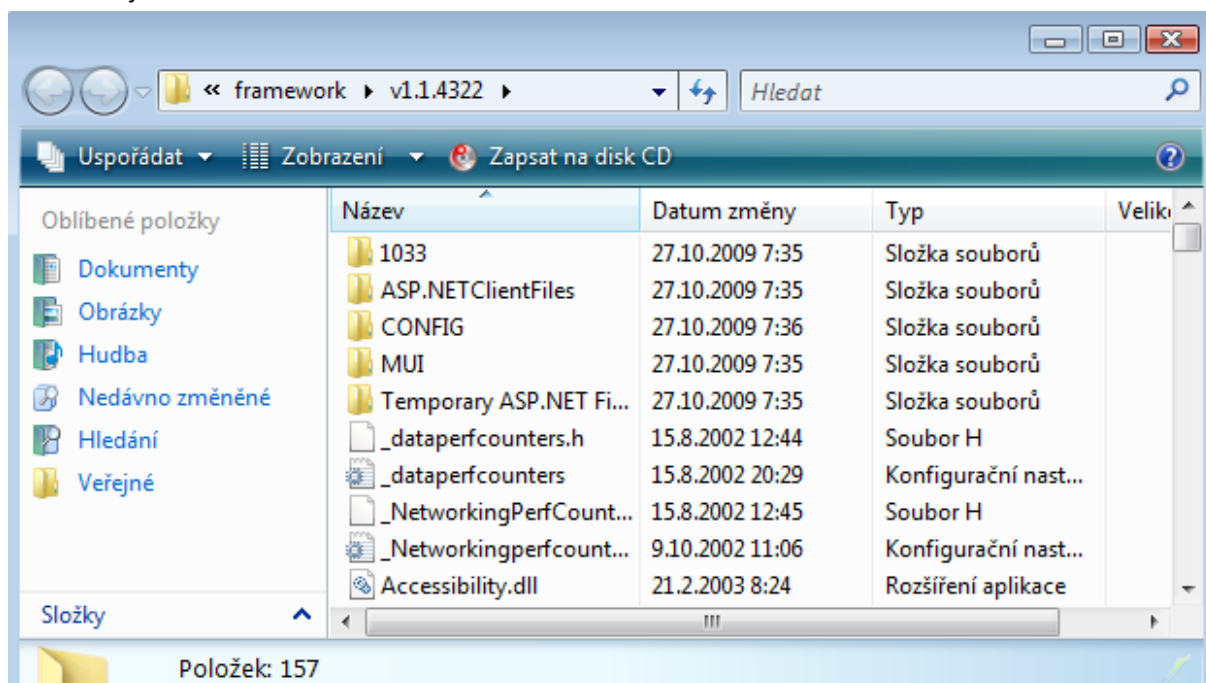 « framework ▸ v1.1.4322 ▸ Hledat
Uspořádat Zobrazení Zapsat na disk CD
Oblíbené položky
Dokumenty
Obrázky
Hudba
Nedávno změněné
Hledání
Veřejné
Složky
Název Datum změny Typ Veliko
1033 27.10.2009 7:35 Složka souborů
ASP.NETClientFiles 27.10.2009 7:35 Složka souborů
CONFIG 27.10.2009 7:36 Složka souborů
MUI 27.10.2009 7:35 Složka souborů
Temporary ASP.NET Fi... 27.10.2009 7:35 Složka souborů
_dataperfcounters.h 15.8.2002 12:44 Soubor H
_dataperfcounters 15.8.2002 20:29 Konfigurační nast...
_NetworkingPerfCount... 15.8.2002 12:45 Soubor H
_Networkingperfcount... 9.10.2002 11:06 Konfigurační nast...
Accessibility.dll 21.2.2003 8:24 Rozšíření aplikace
Položek: 157